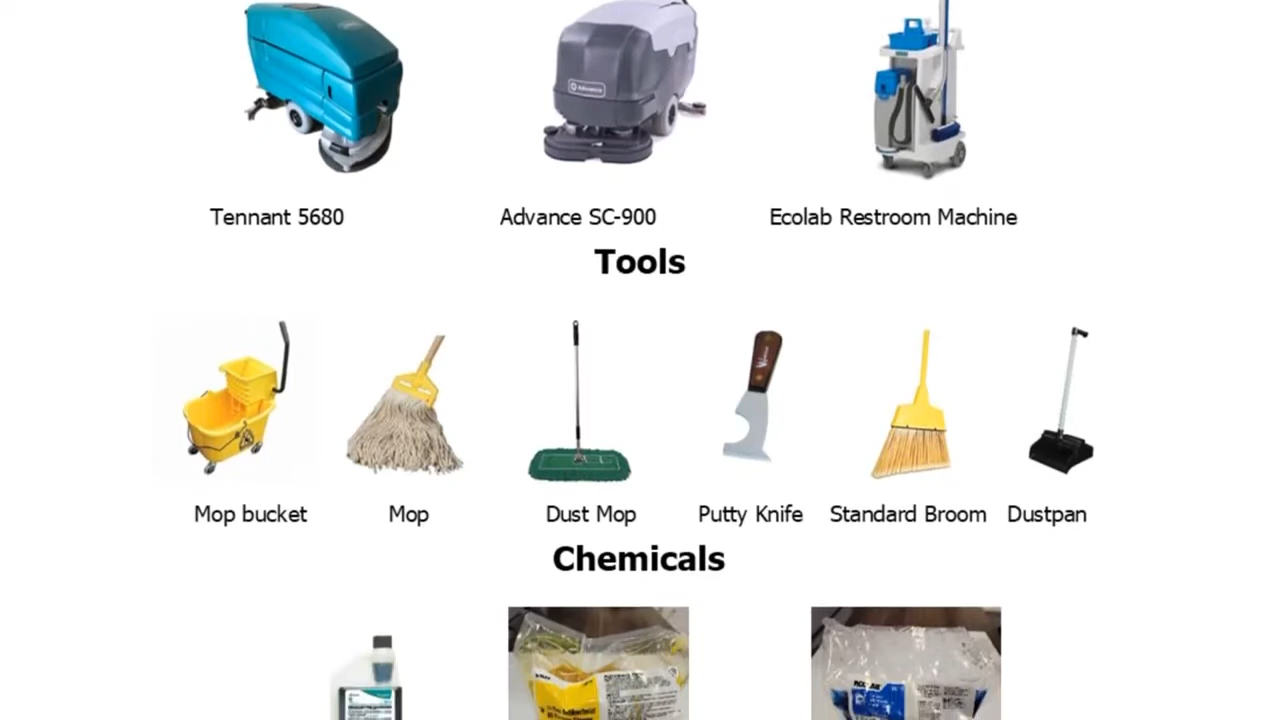 Advance
Tennant 5680
Advance SC-900
Ecolab Restroom Machine
Tools
Mop bucket
Mop
Dust Mop
Putty Knife
Standard Broom
Dustpan
Chemicals